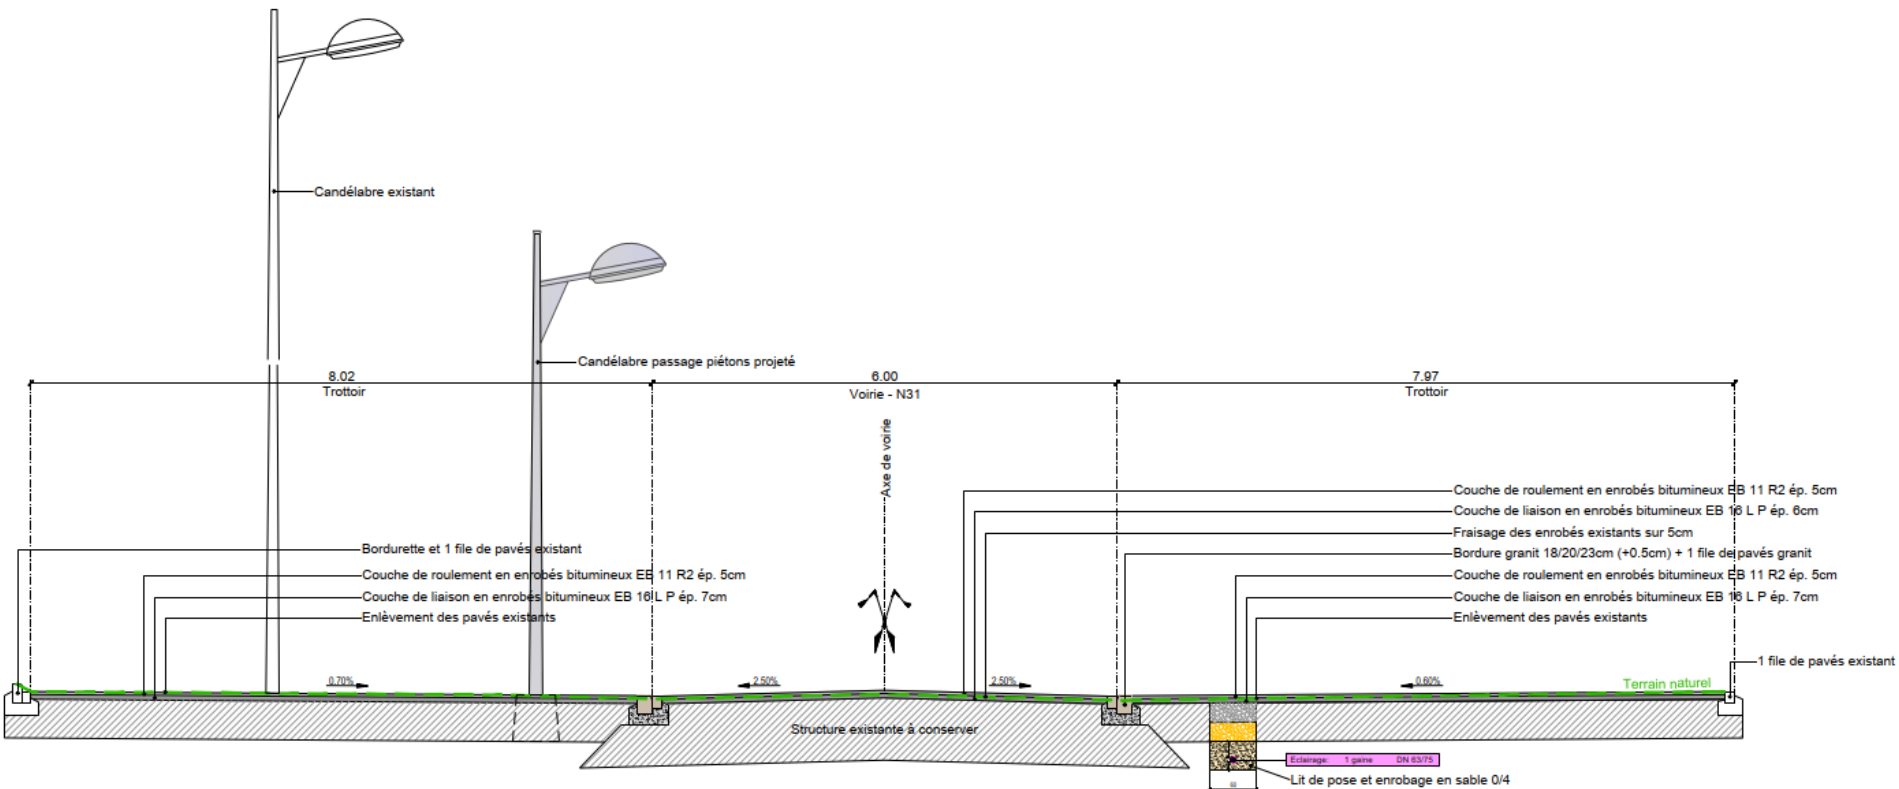 Candélabre existant
Candélabre passage piétons projeté
8.02
Trottoir
6.00
Voirie - N31
7.97
Trottoir
Axe de voirie
Couche de roulement en enrobés bitumineux EB 11 R2 ép. 5cm
Couche de liaison en enrobés bitumineux EB 16 L P ép. 6cm
Fraisage des enrobés existants sur 5cm
Bordure granit 18/20/23cm (+0.5cm) + 1 file de pavés granit
Couche de roulement en enrobés bitumineux EB 11 R2 ép. 5cm
Couche de liaison en enrobés bitumineux EB 16 L P ép. 7cm
Enlèvement des pavés existants
Bordurette et 1 file de pavés existant
Couche de roulement en enrobés bitumineux EB 11 R2 ép. 5cm
Couche de liaison en enrobés bitumineux EB 16 L P ép. 7cm
Enlèvement des pavés existants
1 file de pavés existant
0.70%
2.50%
2.50%
0.60%
Terrain naturel
Structure existante à conserver
Eclairage: 1 gaine DN 63/75
Lit de pose et enrobage en sable 0/4